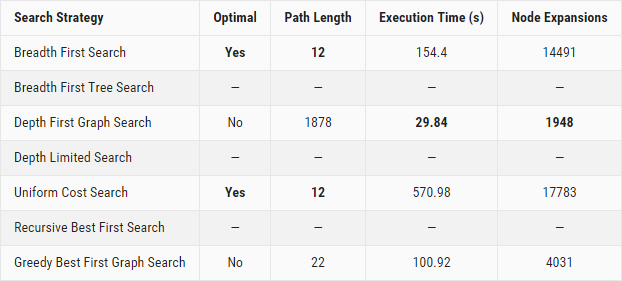 Search Strategy Optimal Path Length Execution Time (s) Node Expansions
Breadth First Search Yes 12 154.4 14491
Breadth First Tree Search — — — —
Depth First Graph Search No 1878 29.84 1948
Depth Limited Search — — — —
Uniform Cost Search Yes 12 570.98 17783
Recursive Best First Search — — — —
Greedy Best First Graph Search No 22 100.92 4031